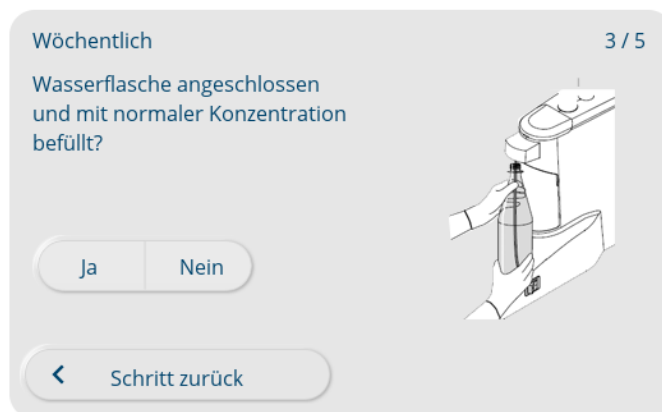 Wöchentlich 3 / 5
Wasserflasche angeschlossen
und mit normaler Konzentration
befüllt?
Ja Nein
Schritt zurück